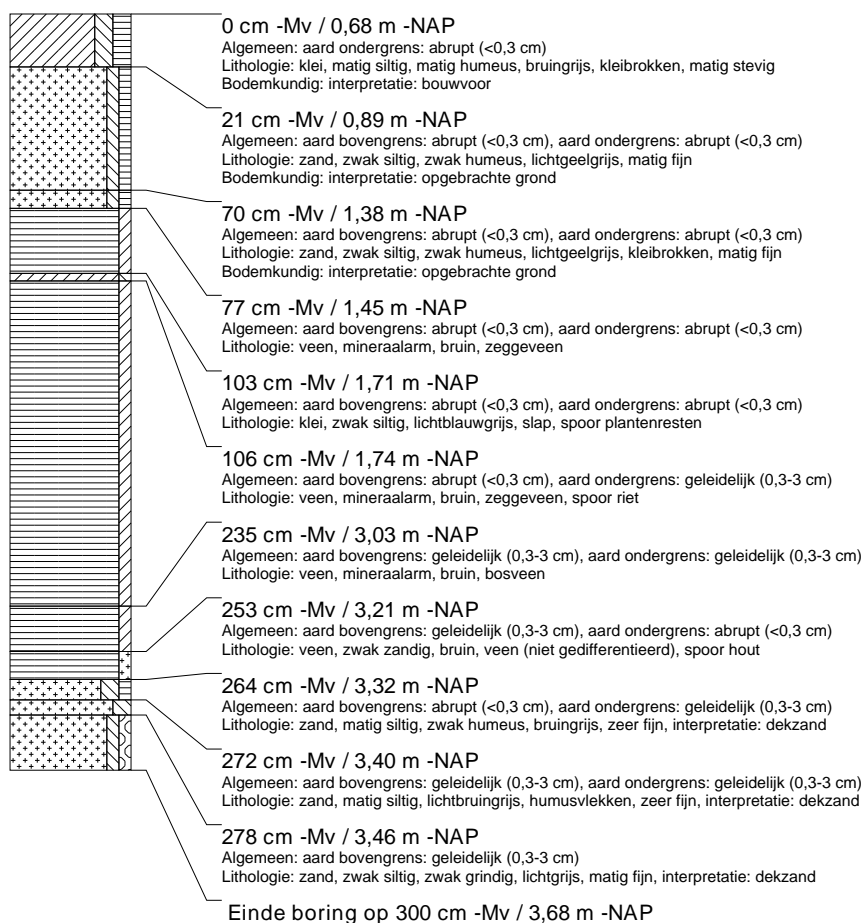 0 cm -Mv / 0,68 m -NAP
Algemeen: aard ondergrens: abrupt (<0,3 cm)
Lithologie: klei, matig siltig, matig humeus, bruingrijs, kleibrokken, matig stevig
Bodemkundig: interpretatie: bouwvoor
21 cm -Mv / 0,89 m -NAP
Algemeen: aard bovengrens: abrupt (<0,3 cm), aard ondergrens: abrupt (<0,3 cm)
Lithologie: zand, zwak siltig, zwak humeus, lichtgeelgrijs, matig fijn
Bodemkundig: interpretatie: opgebrachte grond
70 cm -Mv / 1,38 m -NAP
Algemeen: aard bovengrens: abrupt (<0,3 cm), aard ondergrens: abrupt (<0,3 cm)
Lithologie: zand, zwak siltig, zwak humeus, lichtgeelgrijs, kleibrokken, matig fijn
Bodemkundig: interpretatie: opgebrachte grond
77 cm -Mv / 1,45 m -NAP
Algemeen: aard bovengrens: abrupt (<0,3 cm), aard ondergrens: abrupt (<0,3 cm)
Lithologie: veen, mineraalarm, bruin, zeggeveen
103 cm -Mv / 1,71 m -NAP
Algemeen: aard bovengrens: abrupt (<0,3 cm), aard ondergrens: abrupt (<0,3 cm)
Lithologie: klei, zwak siltig, lichtblauwgrijs, slap, spoor plantenresten
106 cm -Mv / 1,74 m -NAP
Algemeen: aard bovengrens: abrupt (<0,3 cm), aard ondergrens: geleidelijk (0,3-3 cm)
Lithologie: veen, mineraalarm, bruin, zeggeveen, spoor riet
235 cm -Mv / 3,03 m -NAP
Algemeen: aard bovengrens: geleidelijk (0,3-3 cm), aard ondergrens: geleidelijk (0,3-3 cm)
Lithologie: veen, mineraalarm, bruin, bosveen
253 cm -Mv / 3,21 m -NAP
Algemeen: aard bovengrens: geleidelijk (0,3-3 cm), aard ondergrens: abrupt (<0,3 cm)
Lithologie: veen, zwak zandig, bruin, veen (niet gedifferentieerd), spoor hout
264 cm -Mv / 3,32 m -NAP
Algemeen: aard bovengrens: abrupt (<0,3 cm), aard ondergrens: geleidelijk (0,3-3 cm)
Lithologie: zand, matig siltig, zwak humeus, bruingrijs, zeer fijn, interpretatie: dekzand
272 cm -Mv / 3,40 m -NAP
Algemeen: aard bovengrens: geleidelijk (0,3-3 cm), aard ondergrens: geleidelijk (0,3-3 cm)
Lithologie: zand, matig siltig, lichtbruingrijs, humusvlekken, zeer fijn, interpretatie: dekzand
278 cm -Mv / 3,46 m -NAP
Algemeen: aard bovengrens: geleidelijk (0,3-3 cm)
Lithologie: zand, zwak siltig, zwak grindig, lichtgrijs, matig fijn, interpretatie: dekzand
Einde boring op 300 cm -Mv / 3,68 m -NAP